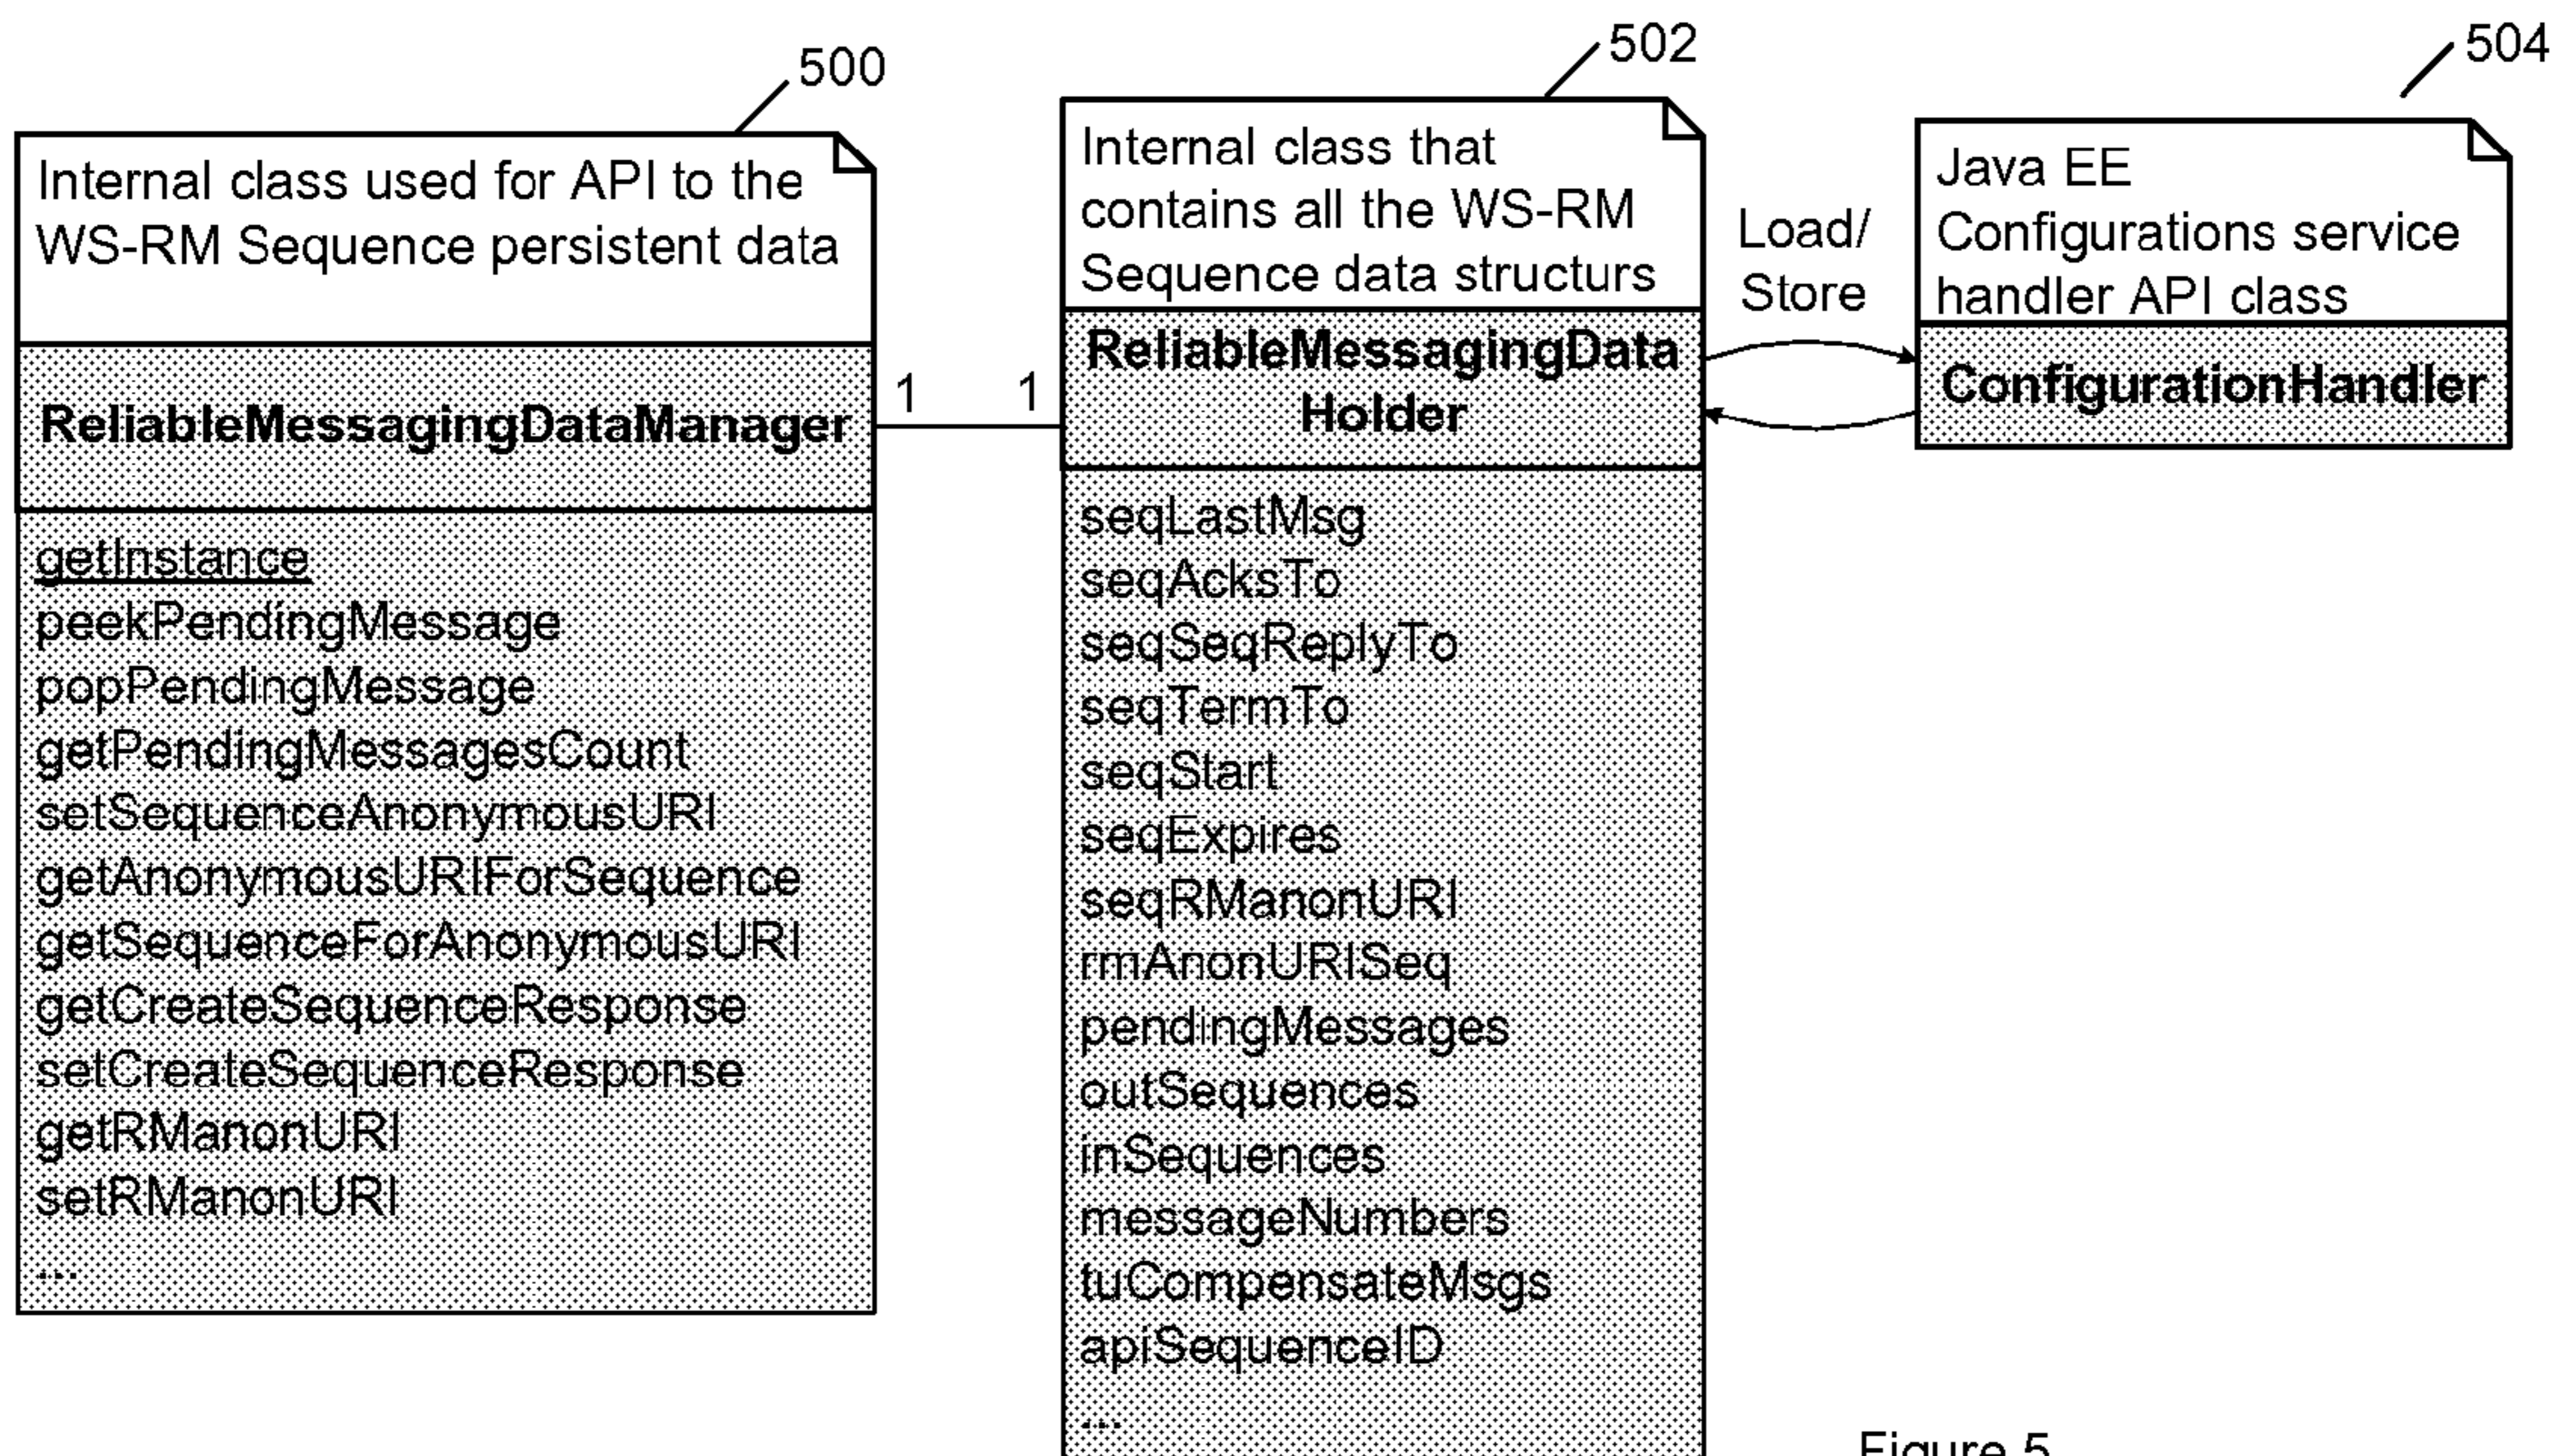 500
Internal class used for API to the
WS-RM Sequence persistent data
ReliableMessagingDataManager
getInstance
peekPendingMessage
popPendingMessage
getPendingMessagesCount
setSequenceAnonymousURI
getAnonymousURIForSequence
getSequenceForAnonymousURI
getCreateSequenceResponse
setCreateSequenceResponse
getRManonURI
setRManonURI
...
1 1
502
Internal class that
contains all the WS-RM
Sequence data structurs
ReliableMessagingData
Holder
seqLastMsg
seqAcksTo
seqSeqReplyTo
seqTermTo
seqStart
seqExpires
seqRManonURI
rmAnonURISeq
pendingMessages
outSequences
inSequences
messageNumbers
tuCompensateMsgs
apiSequenceID
...
Load/
Store
504
Java EE
Configurations service
handler API class
ConfigurationHandler
Figure 5